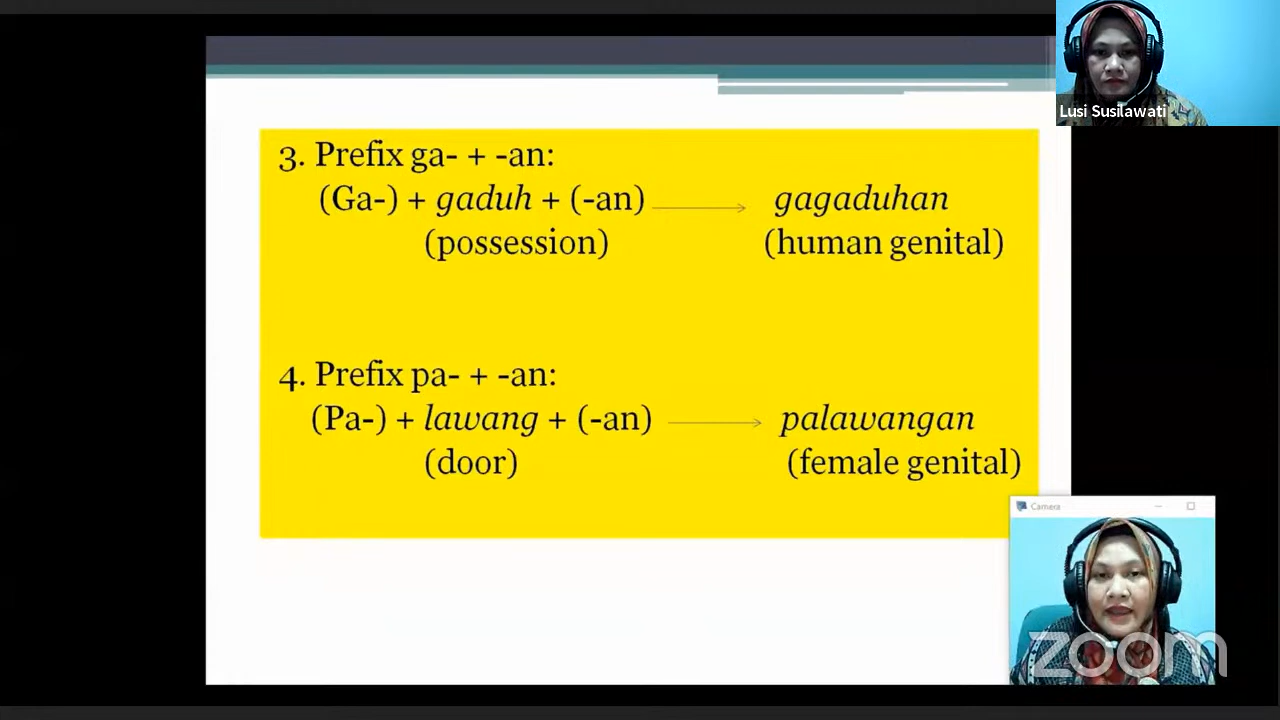 Lusi Susilawati
3. Prefix ga- + -an:
(Ga-) + gaduh + (-an) gagaduhan
(possession) (human genital)
4. Prefix pa- + -an:
(Pa-) + lawang + (-an) palawangan
(door) (female genital)
Camera
zoom